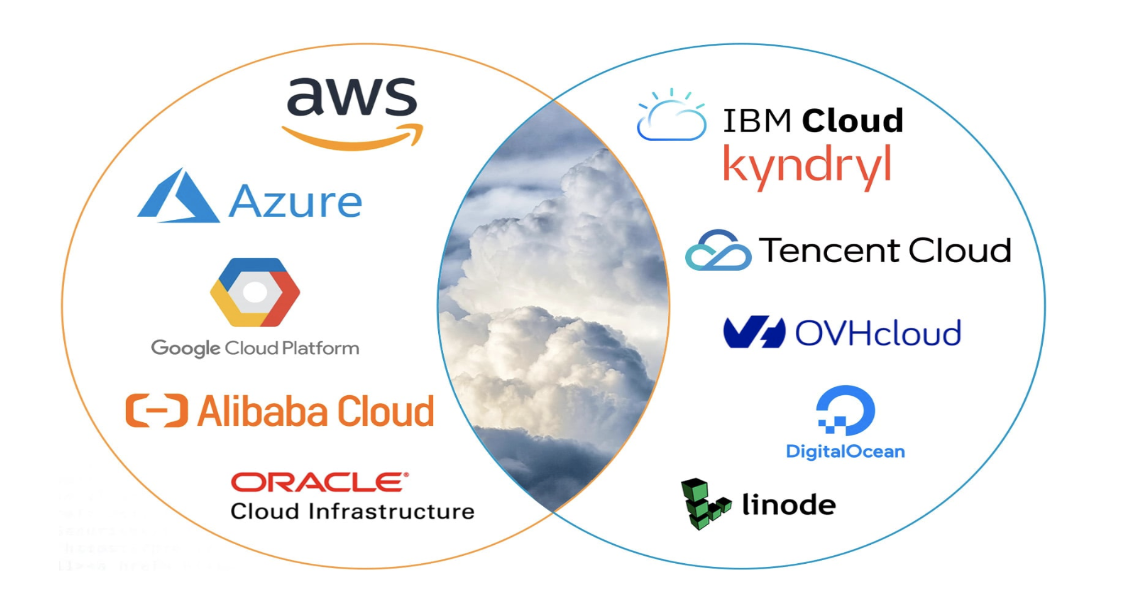 aws
Azure
Google Cloud Platform
Alibaba Cloud
ORACLE®
Cloud Infrastructure
IBM Cloud
kyndryl
Tencent Cloud
OVHcloud
DigitalOcean
linode